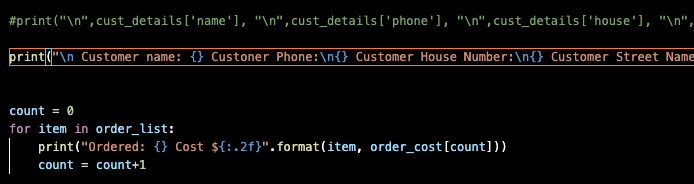 #print("\n",cust_details['name'], "\n",cust_details['phone'], "\n",cust_details['house'], "\n",
print("\n Customer name: {} Custoner Phone:\n{} Customer House Number:\n{} Customer Street Name
count = 0
for item in order_list:
print("Ordered: {} Cost ${:.2f}".format(item, order_cost[count]))
count = count+1